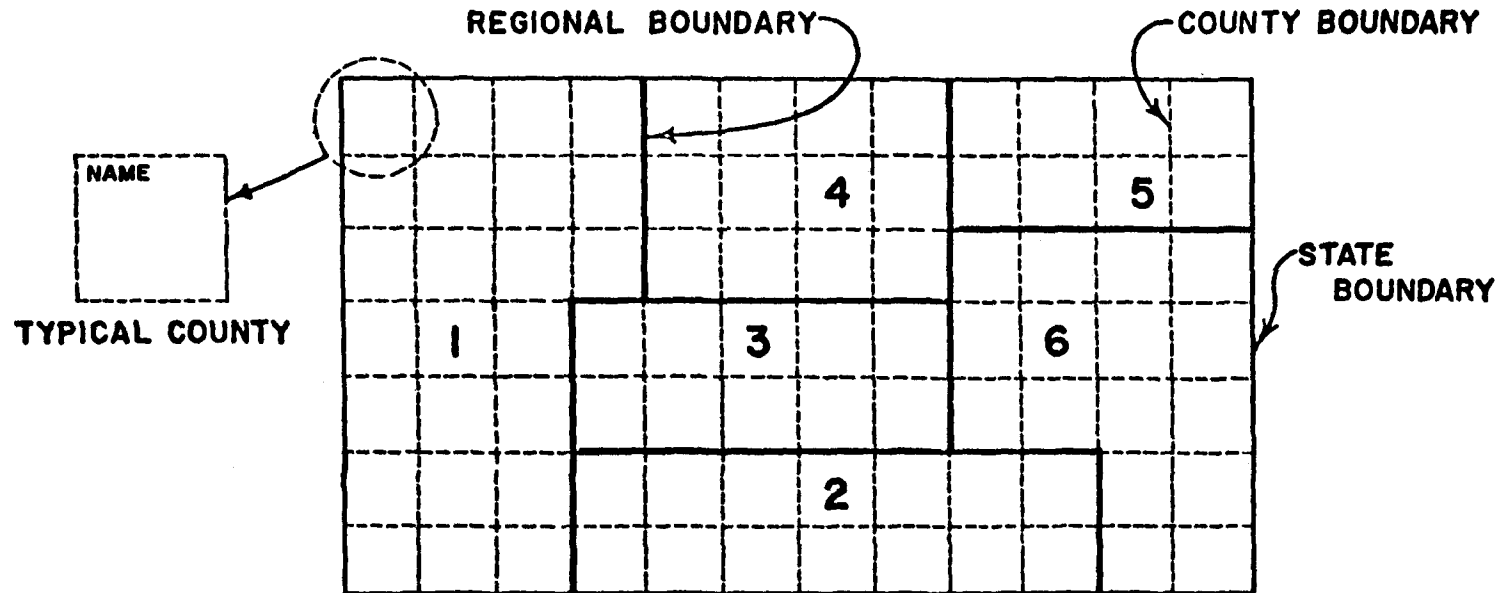 REGIONAL BOUNDARY
COUNTY BOUNDARY
NAME
4
5
STATE
BOUNDARY
TYPICAL COUNTY
1
3
6
2